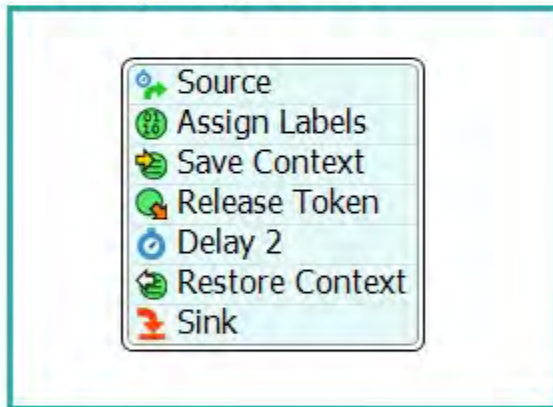 Source
Assign Labels
Save Context
Release Token
Delay 2
Restore Context
Sink